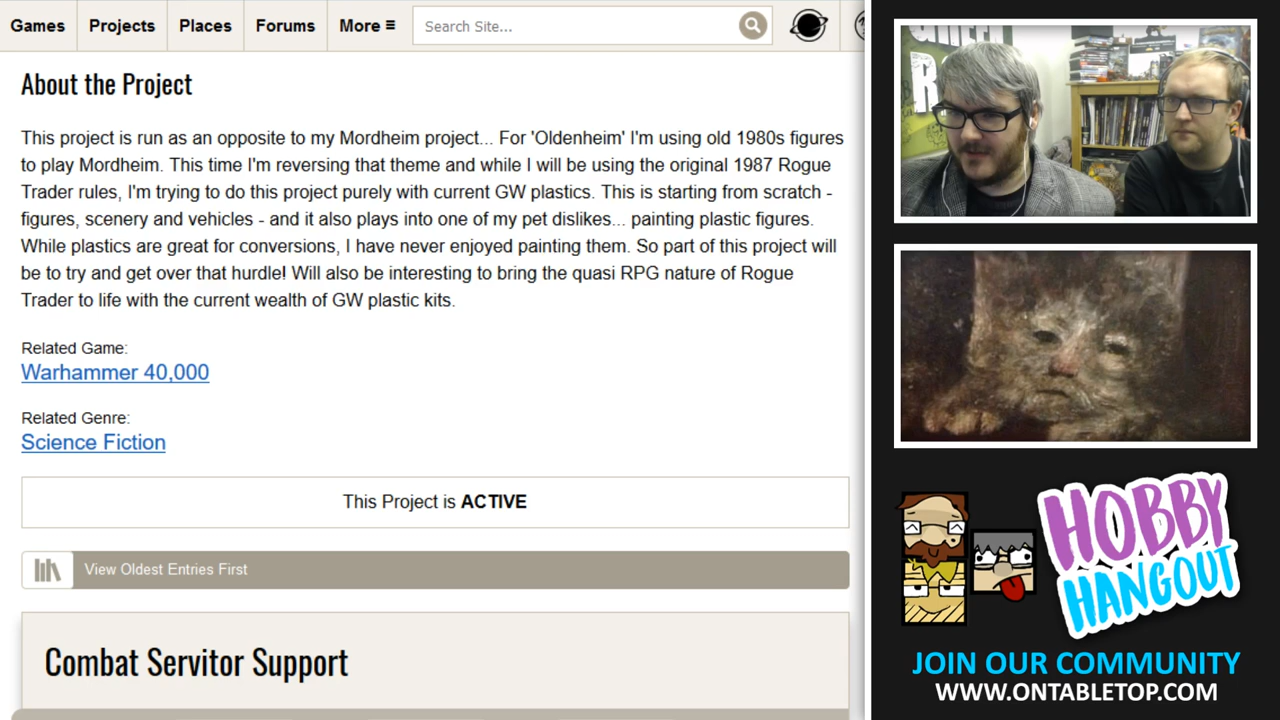 Games Projects Places Forums More ≡ Search Site...
About the Project
This project is run as an opposite to my Mordheim project... For 'Oldenheim' I'm using old 1980s figures
to play Mordheim. This time I'm reversing that theme and while I will be using the original 1987 Rogue
Trader rules, I'm trying to do this project purely with current GW plastics. This is starting from scratch -
figures, scenery and vehicles - and it also plays into one of my pet dislikes... painting plastic figures.
While plastics are great for conversions, I have never enjoyed painting them. So part of this project will
be to try and get over that hurdle! Will also be interesting to bring the quasi RPG nature of Rogue
Trader to life with the current wealth of GW plastic kits.
Related Game:
Warhammer 40,000
Related Genre:
Science Fiction
This Project is ACTIVE
View Oldest Entries First
Combat Servitor Support
HOBBY
HANGOUT
JOIN OUR COMMUNITY
WWW.ONTABLETOP.COM